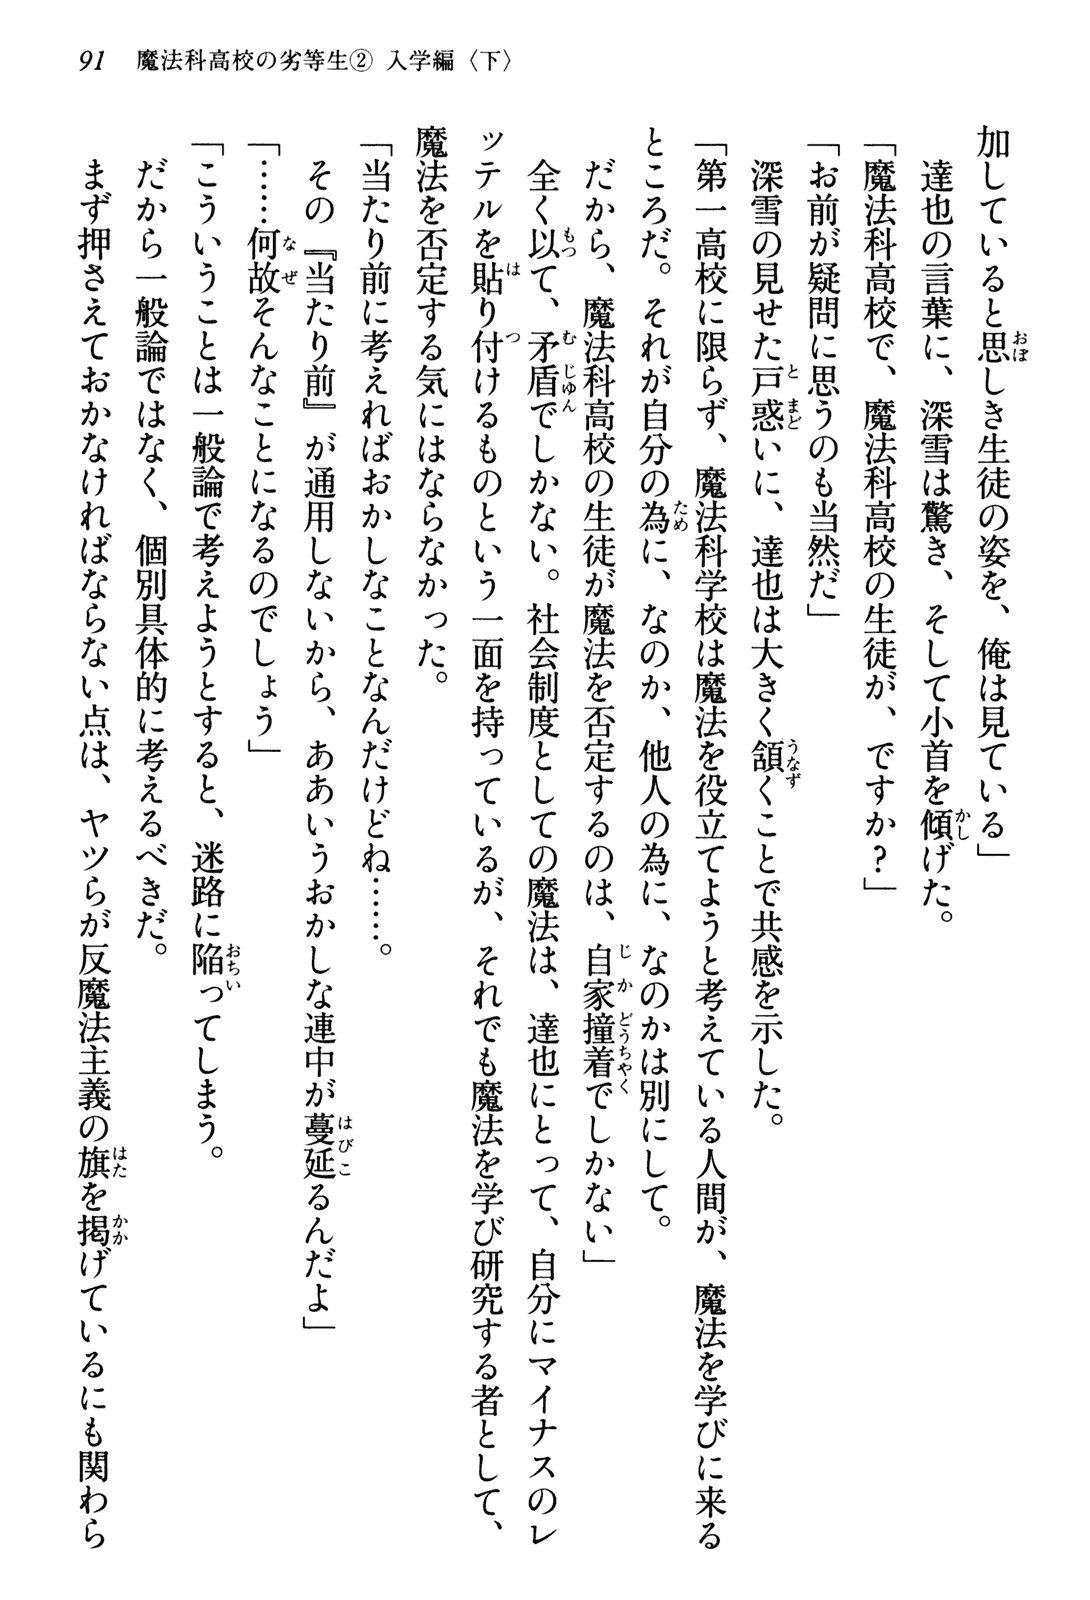 91 魔法科高校の劣等生② 入学編〈下〉
加していると思しき生徒の姿を、俺は見ている」
達也の言葉に、深雪は驚き、そして小首を傾げた。
「魔法科高校で、魔法科高校の生徒が、ですか?」
「お前が疑問に思うのも当然だ」
深雪の見せた戸惑いに、達也は大きく頷くことで共感を示した。
「第一高校に限らず、魔法科学校は魔法を役立てようと考えている人間が、魔法を学びに来る
ところだ。それが自分の為に、なのか、他人の為に、なのかは別にして。
だから、魔法科高校の生徒が魔法を否定するのは、自家撞着でしかない」
全く以て、矛盾でしかない。社会制度としての魔法は、達也にとって、自分にマイナスのレ
ッテルを貼り付けるものという一面を持っているが、それでも魔法を学び研究する者として、
魔法を否定する気にはならなかった。
「当たり前に考えればおかしなことなんだけどね……。
その『当たり前』が通用しないから、ああいうおかしな連中が蔓延るんだよ」
「……何故そんなことになるのでしょう」
「こういうことは一般論で考えようとすると、迷路に陥ってしまう。
だから一般論ではなく、個別具体的に考えるべきだ。
まず押さえておかなければならない点は、ヤツらが反魔法主義の旗を掲げているにも関わら